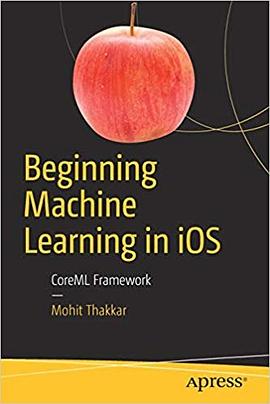 Beginning
Machine
Learning in iOS
CoreML Framework
Mohit Thakkar
Apress®